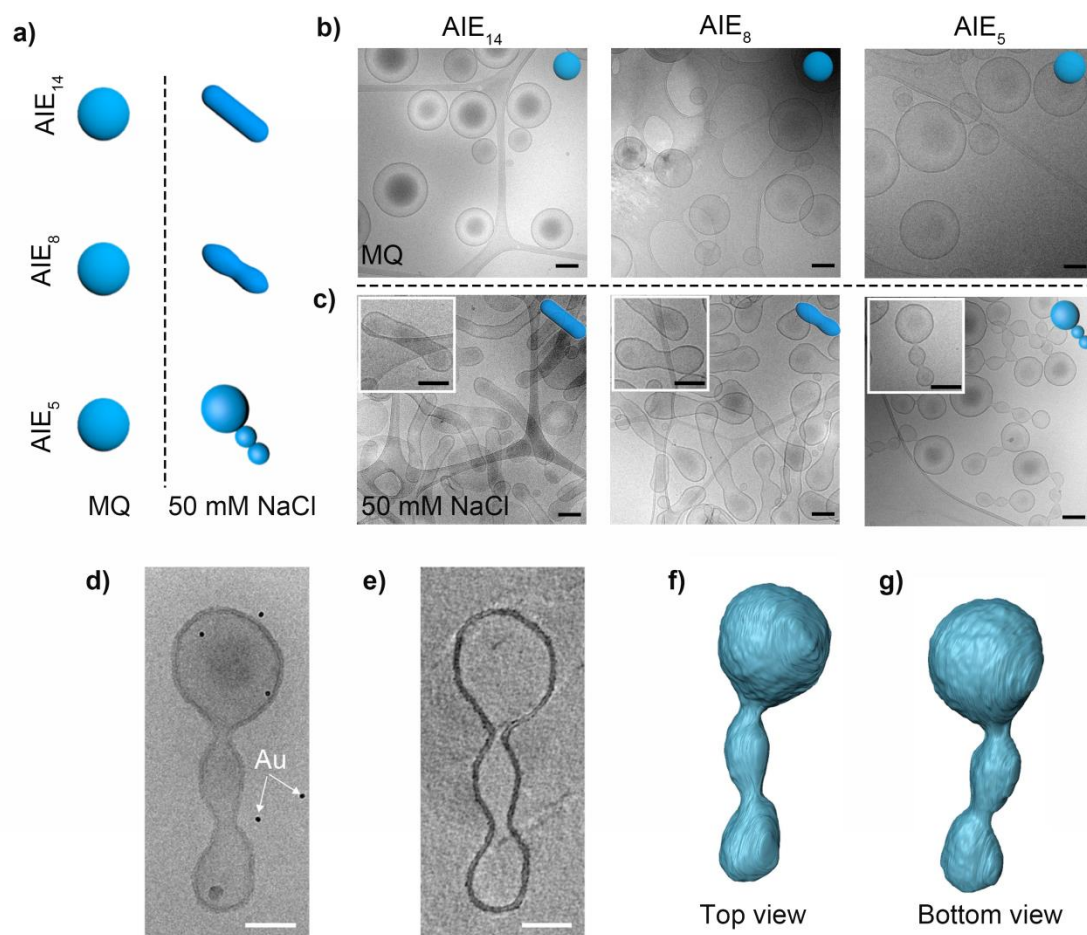 a)
AIE₁₄
AIE₈
AIE₅
MQ
50 mM NaCl
b)
AIE₁₄
AIE₈
AIE₅
MQ
c)
50 mM NaCl
d)
Au
e)
f)
Top view
g)
Bottom view